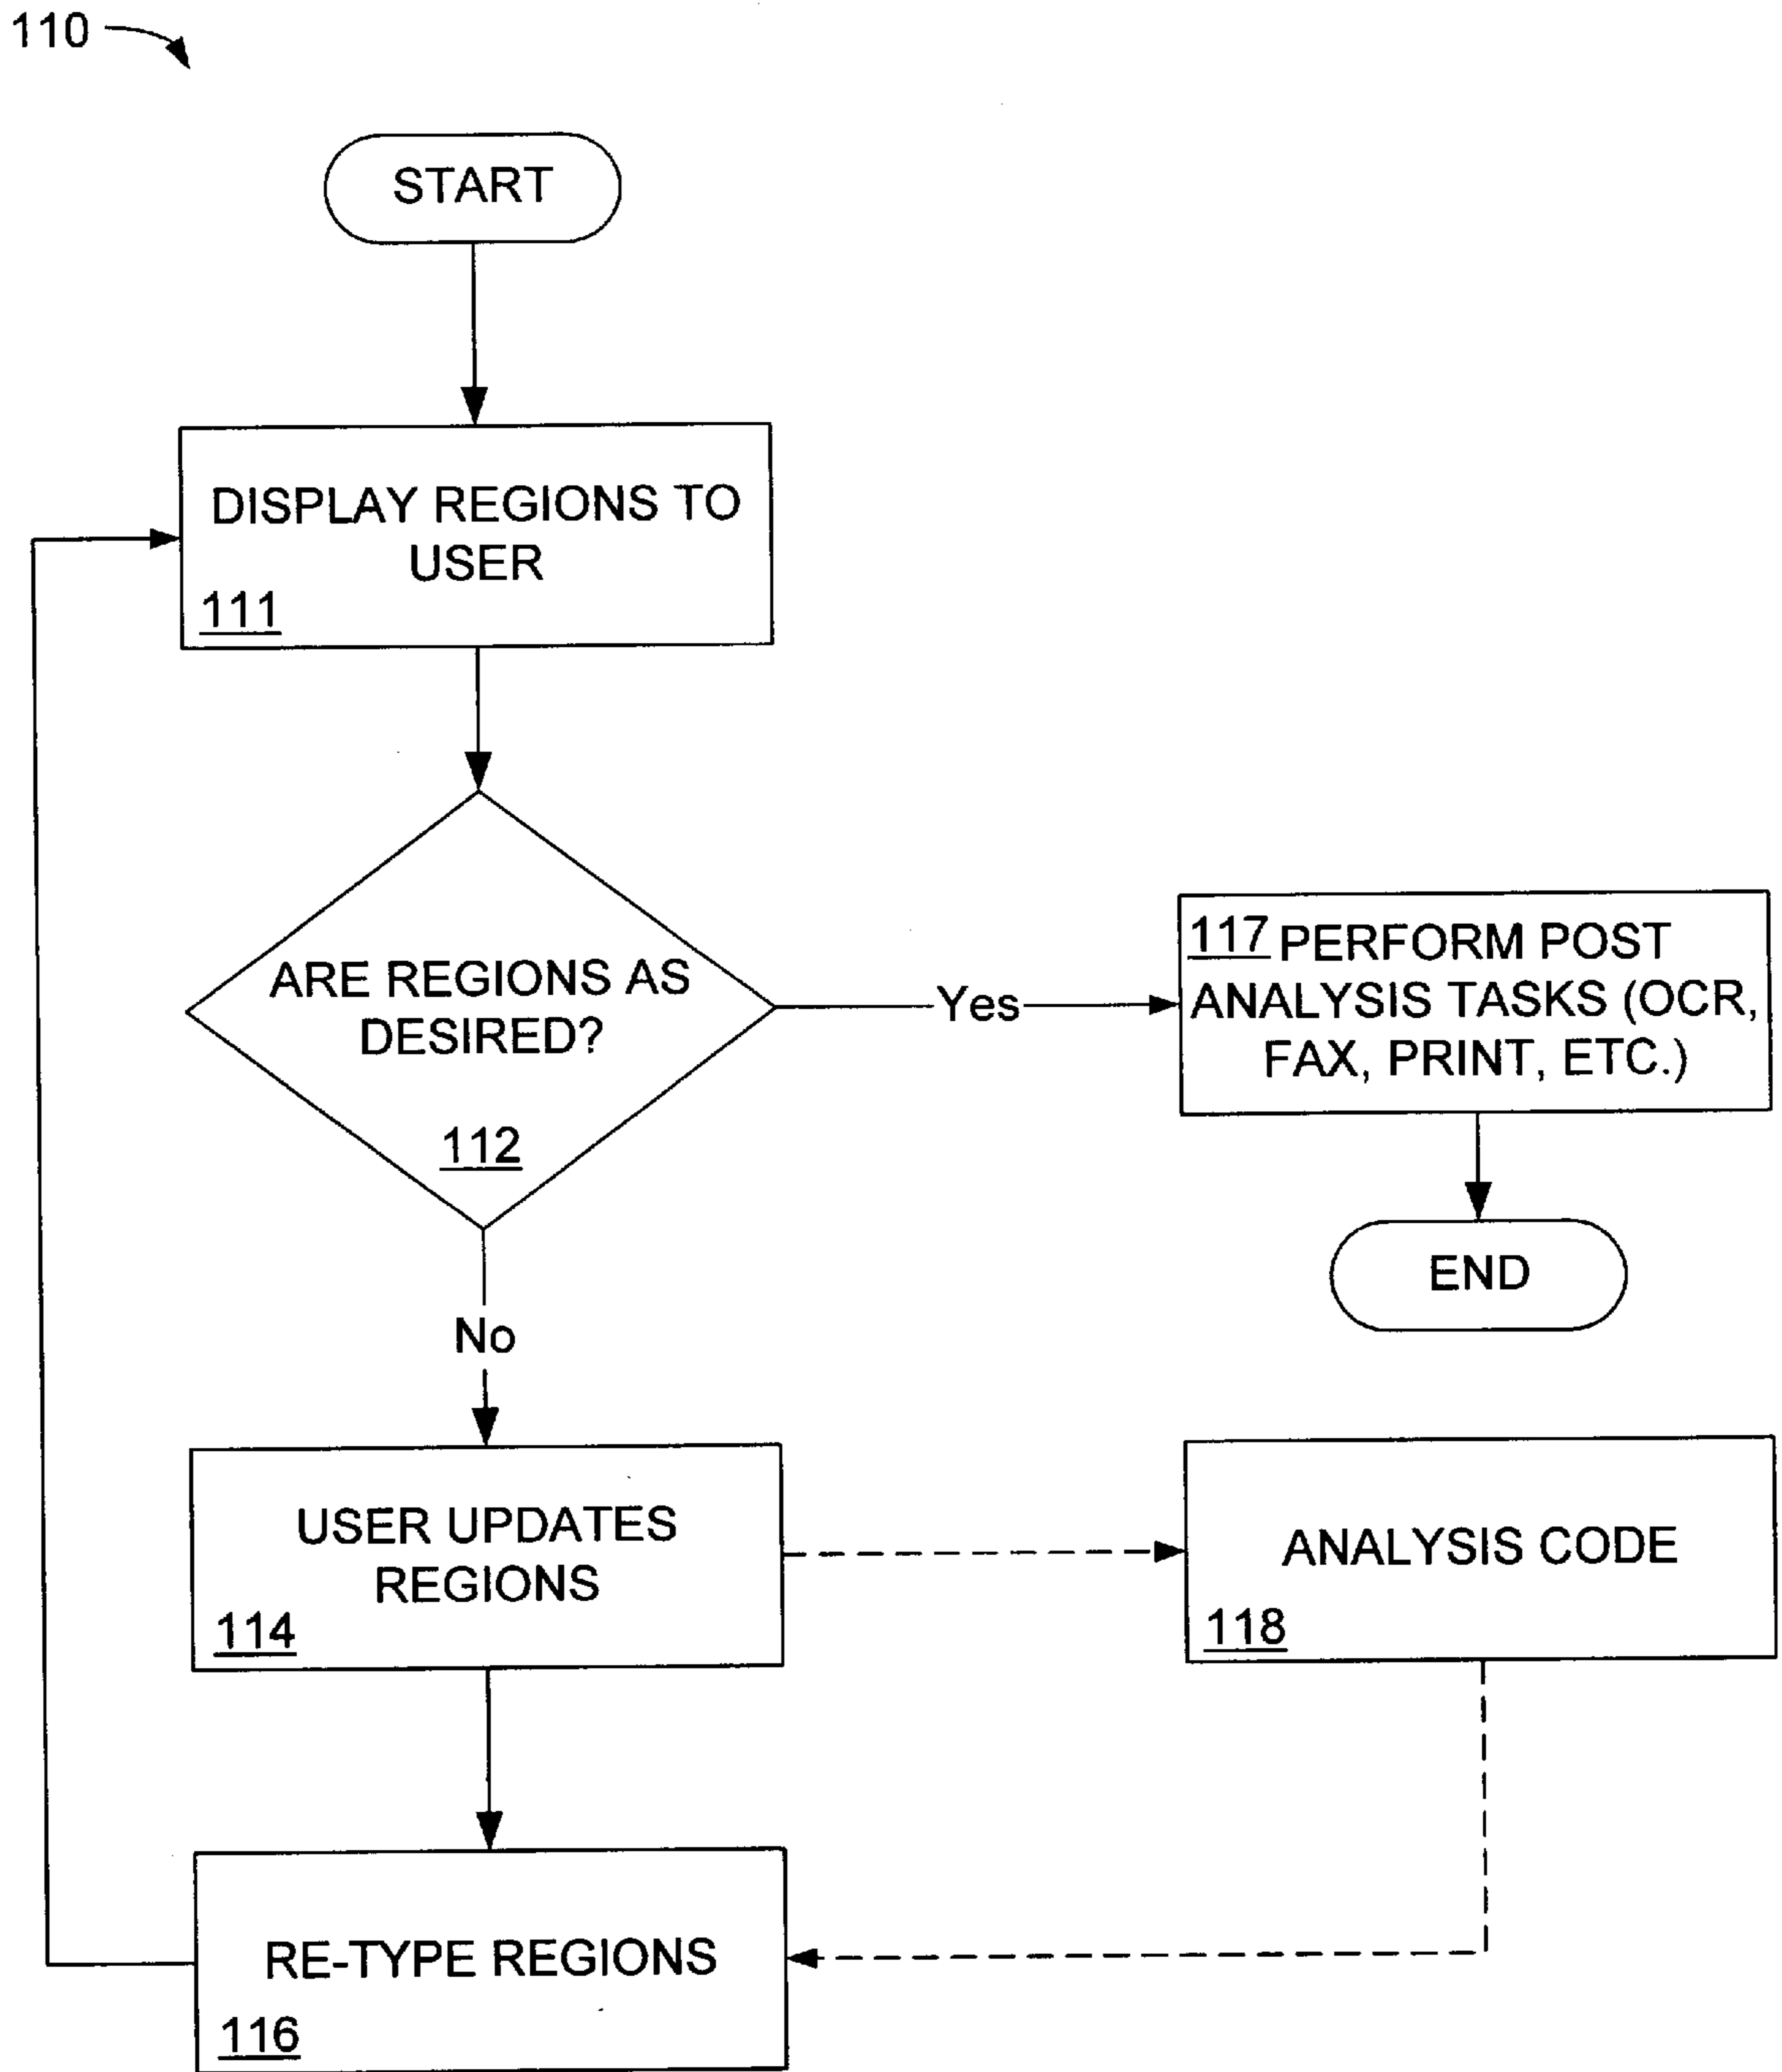 110
START
DISPLAY REGIONS TO
USER
111
ARE REGIONS AS
DESIRED?
112
Yes
117 PERFORM POST
ANALYSIS TASKS (OCR,
FAX, PRINT, ETC.)
END
No
USER UPDATES
REGIONS
114
ANALYSIS CODE
118
RE-TYPE REGIONS
116